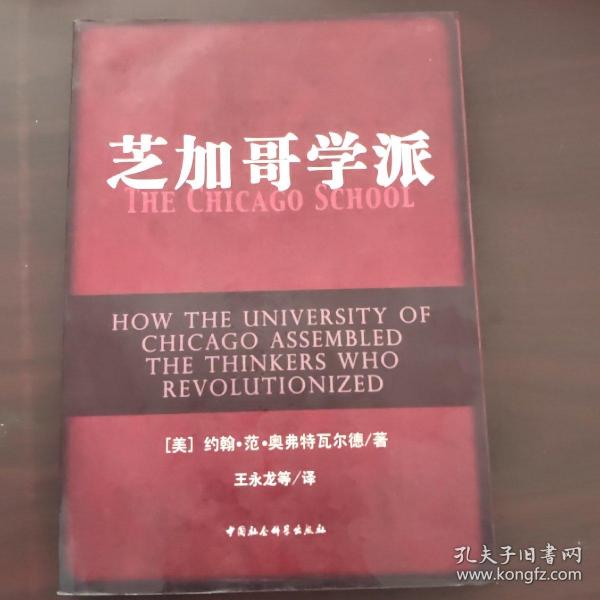 芝加哥学派
THE CHICAGO SCHOOL
HOW THE UNIVERSITY OF
CHICAGO ASSEMBLED
THE THINKERS WHO
REVOLUTIONIZED
[美] 约翰·范·奥弗特瓦尔德/著
王永龙等/译
中国社会科学出版社
孔夫子旧书网
www.kongfz.com